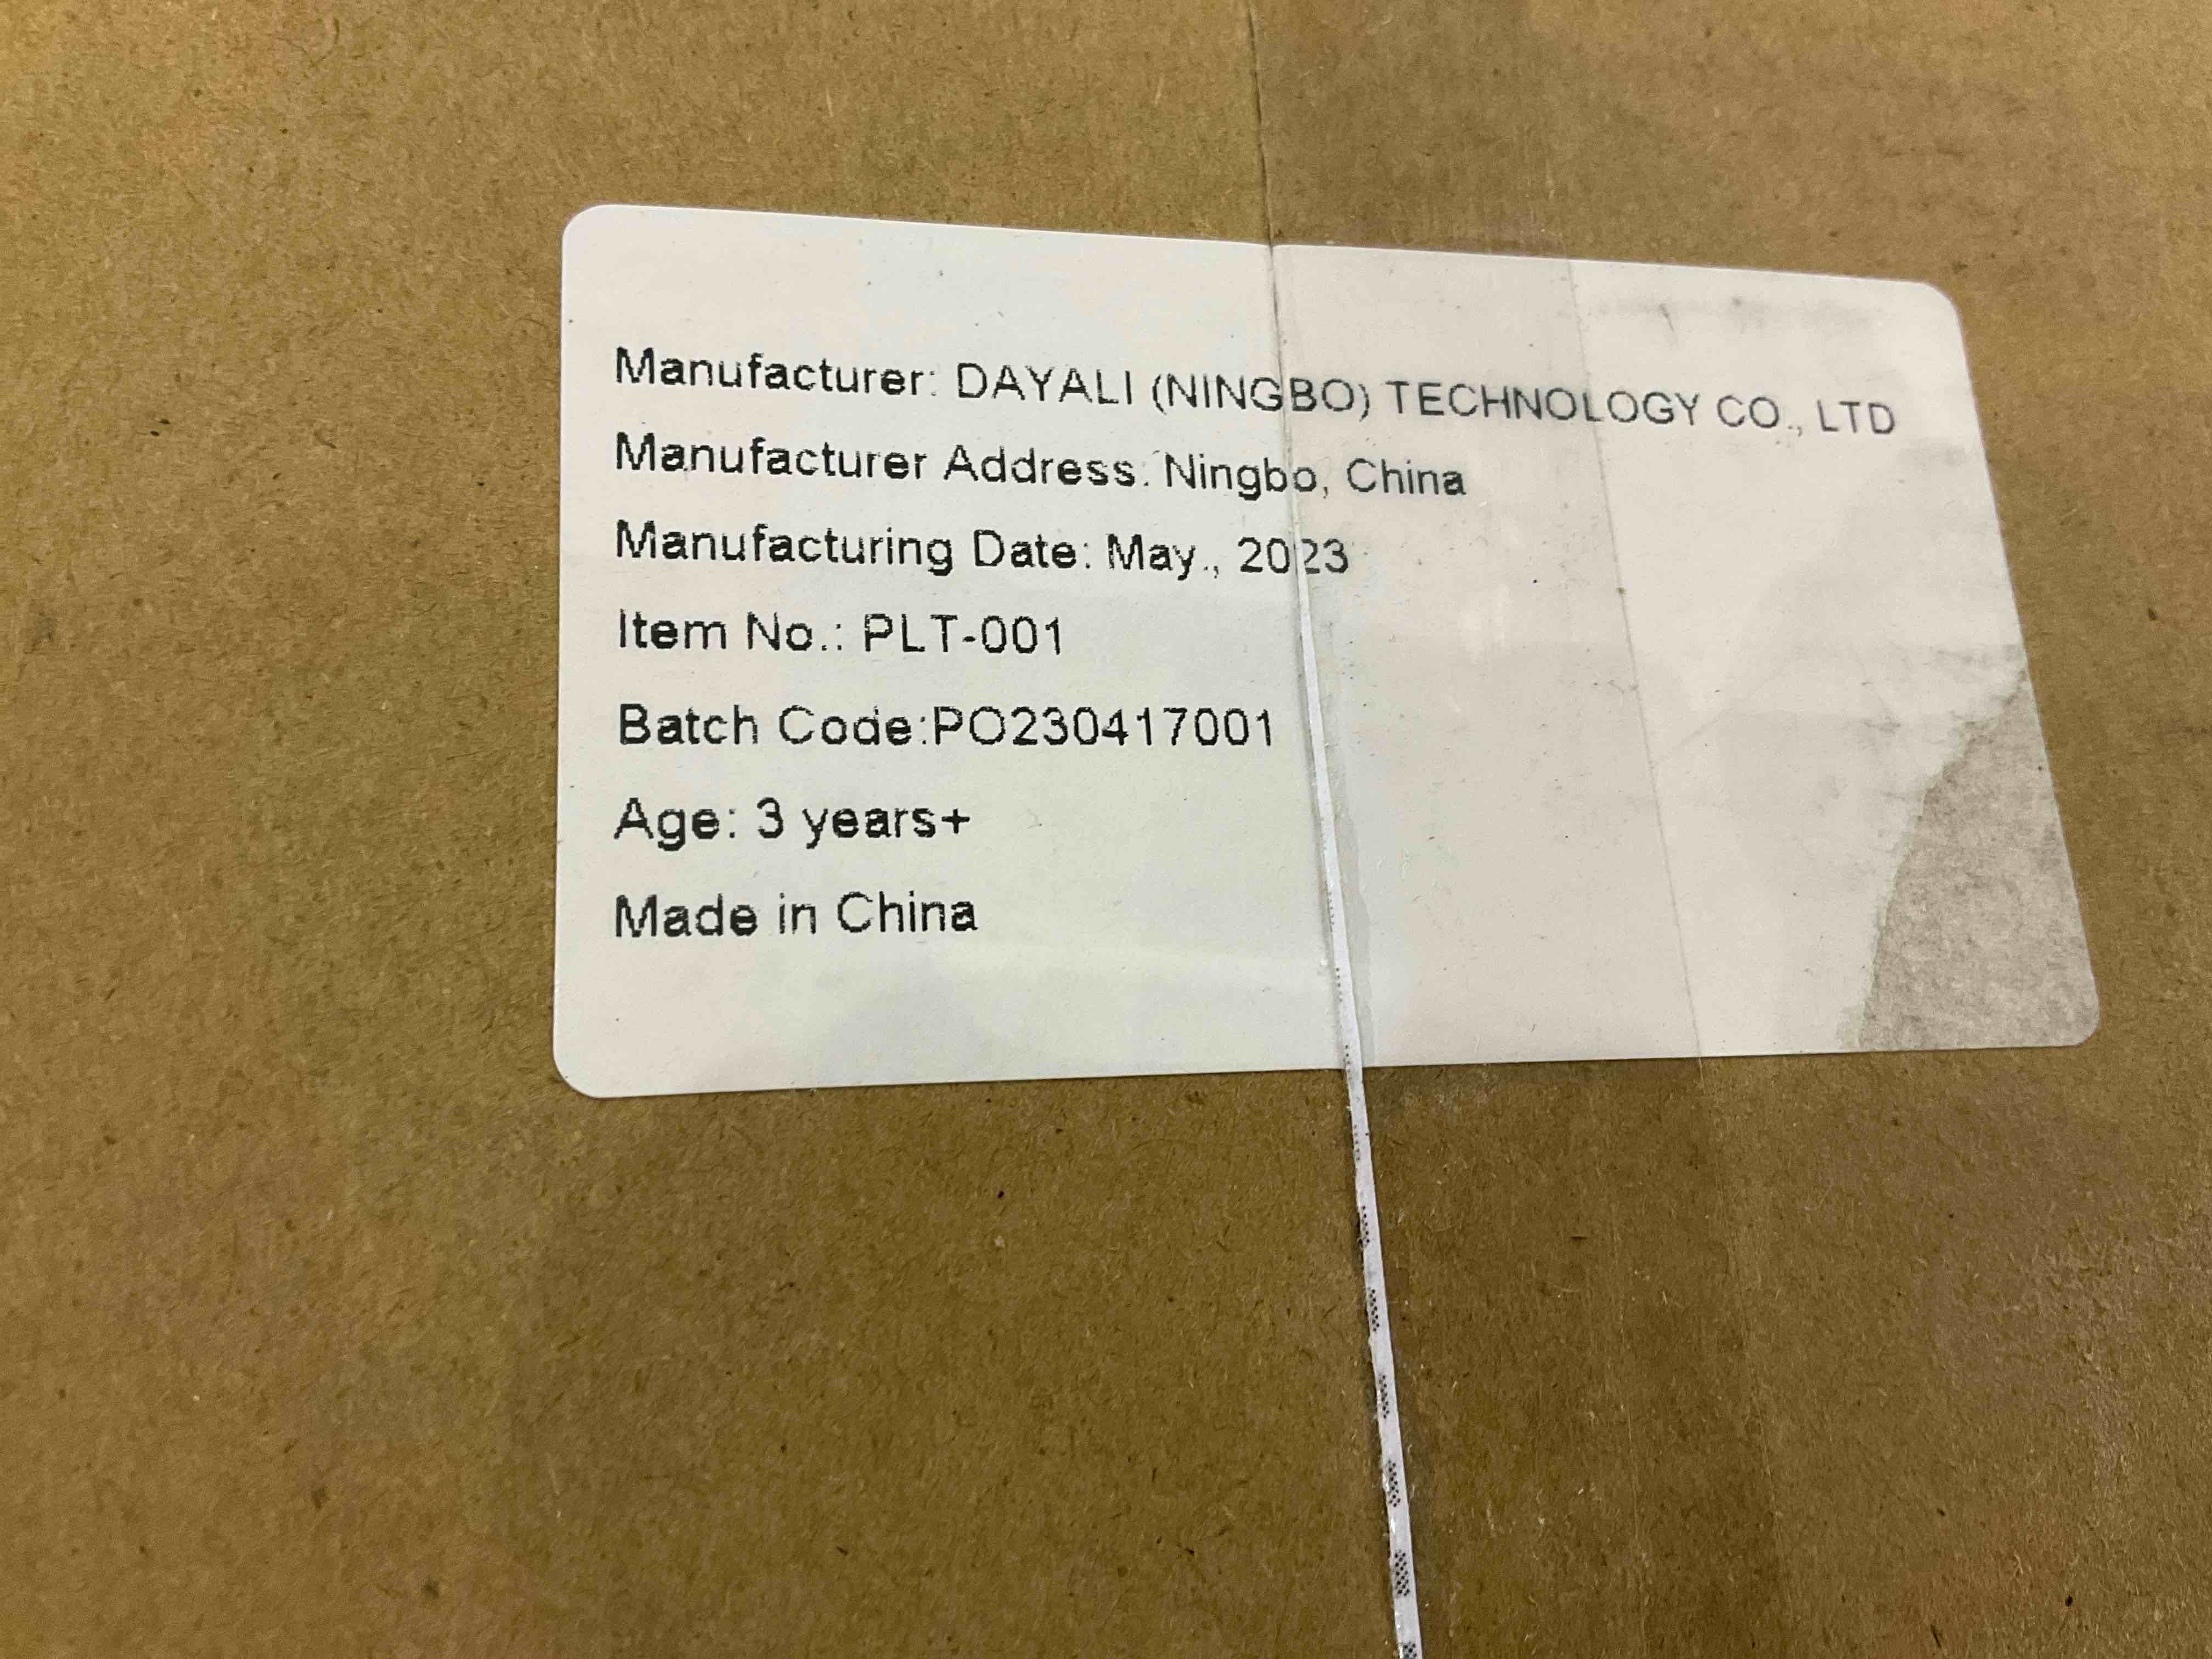 Manufacturer: DAYALI (NINGBO) TECHNOLOGY CO., LTD
Manufacturer Address: Ningbo, China
Manufacturing Date: May., 2023
Item No.: PLT-001
Batch Code:PO230417001
Age: 3 years+
Made in China